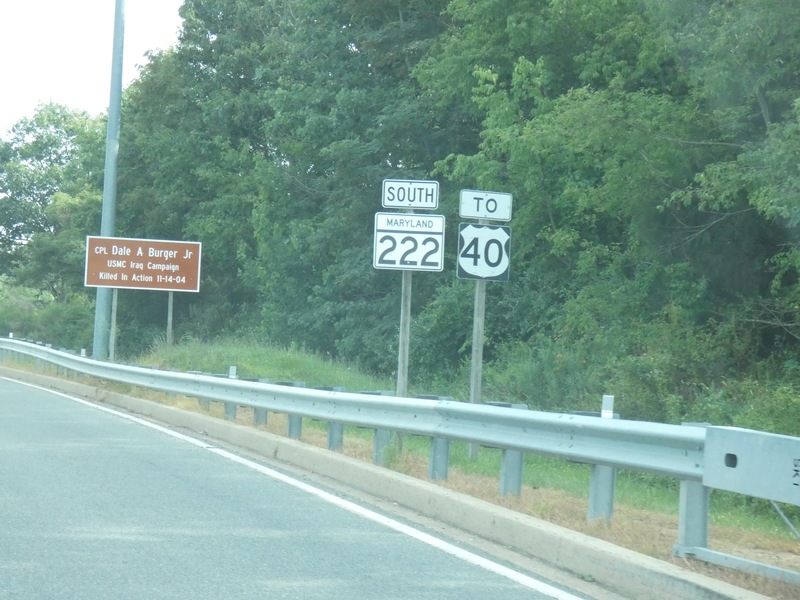 CPL Dale A Burger Jr
USMC Iraq Campaign
Killed In Action 11-14-04
SOUTH
MARYLAND
222
TO
40